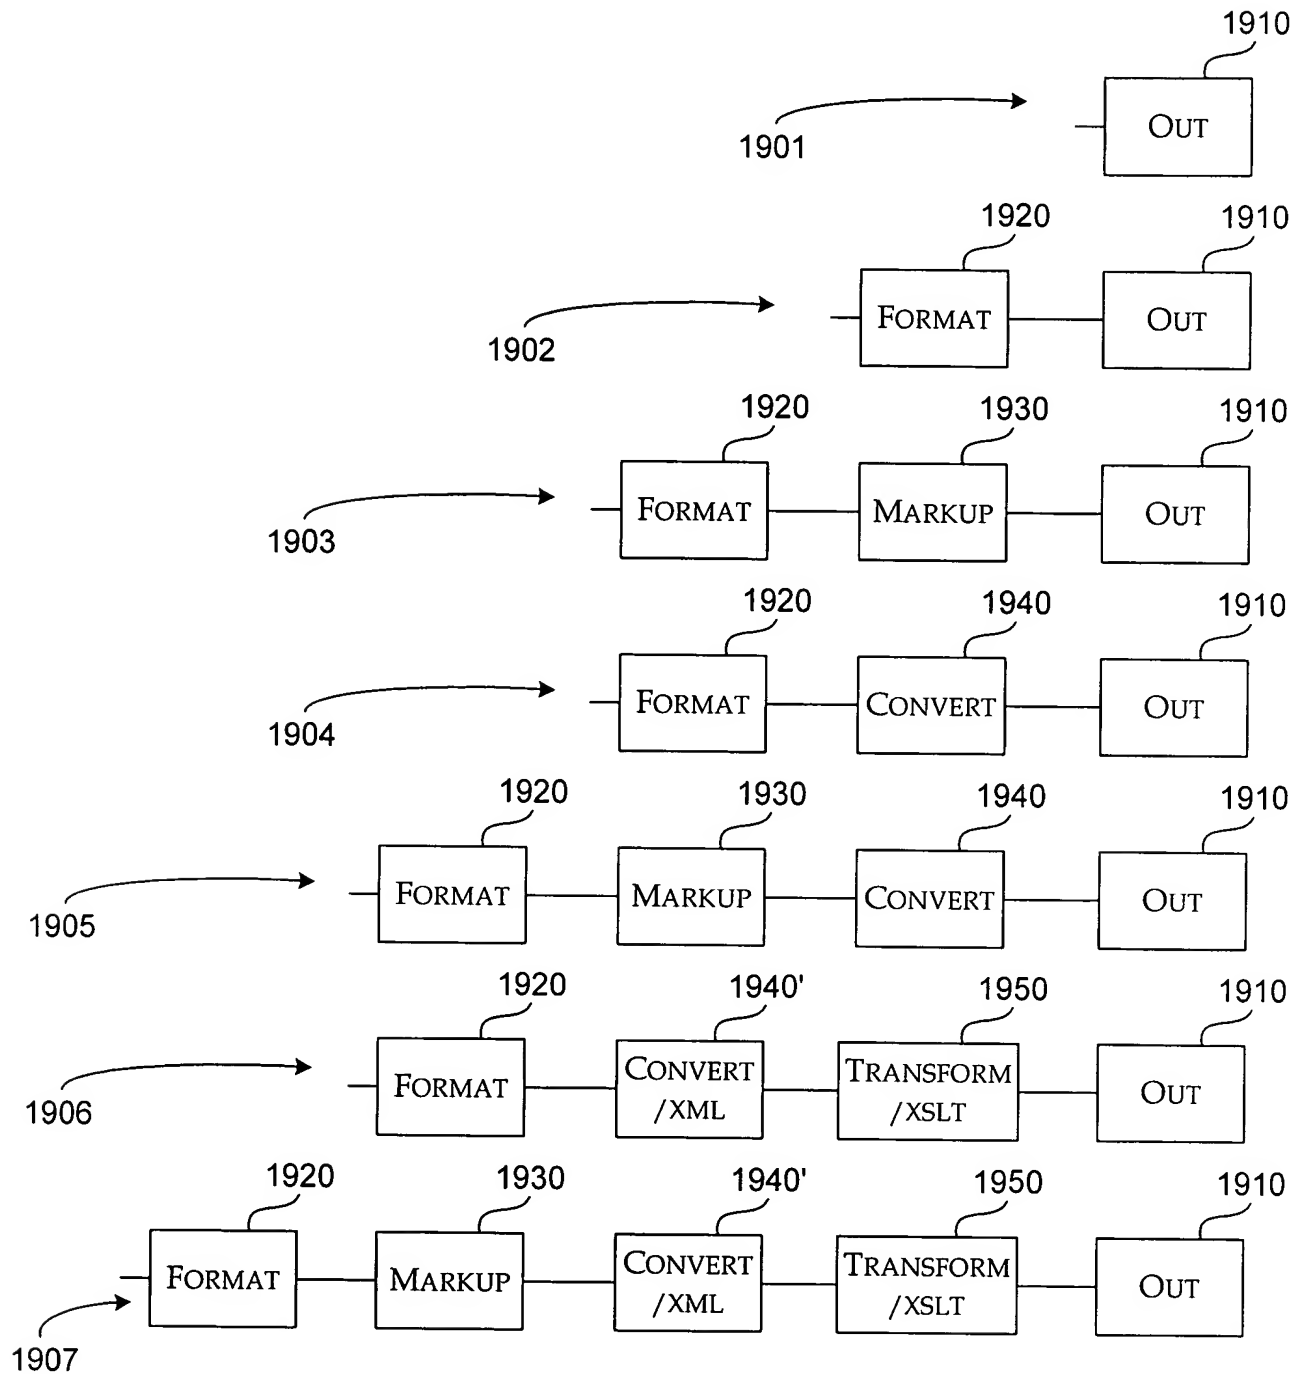 1910
1901
OUT
1920 1910
1902
FORMAT OUT
1920 1930 1910
1903
FORMAT MARKUP OUT
1920 1940 1910
1904
FORMAT CONVERT OUT
1920 1930 1940 1910
1905
FORMAT MARKUP CONVERT OUT
1920 1940' 1950 1910
1906
FORMAT CONVERT TRANSFORM OUT
/XML /XSLT
1920 1930 1940' 1950 1910
FORMAT MARKUP CONVERT TRANSFORM OUT
/XML /XSLT
1907